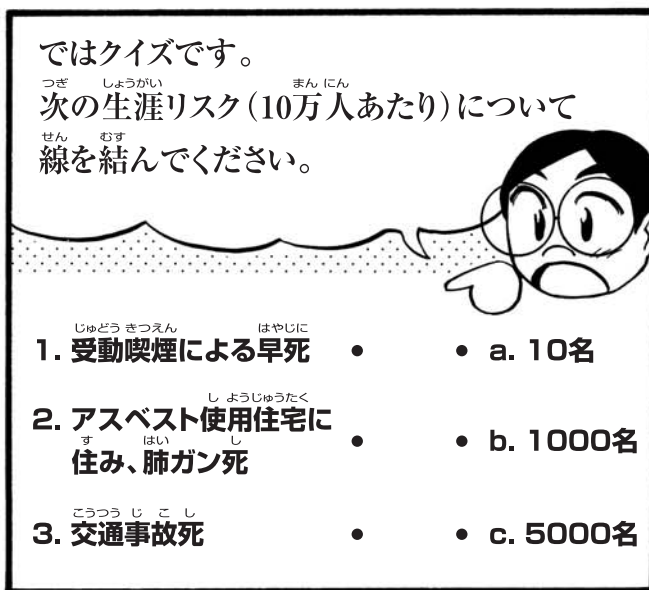 ではクイズです。
次の生涯リスク（10万人あたり）について
線を結んでください。
1. 受動喫煙による早死 • • a. 10名
2. アスベスト使用住宅に
住み、肺ガン死 • • b. 1000名
3. 交通事故死 • • c. 5000名